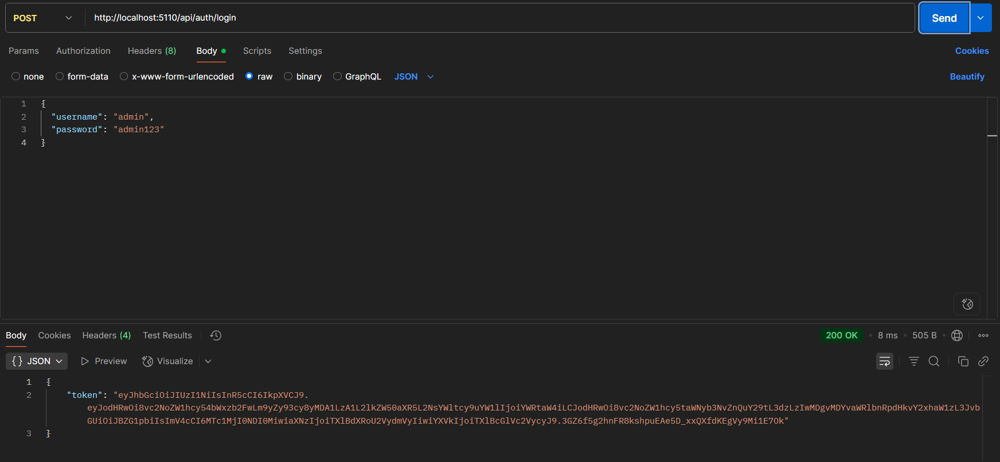 POST http://localhost:5110/api/auth/login Send
Params Authorization Headers (8) Body Scripts Settings Cookies
none form-data x-www-form-urlencoded raw binary GraphQL JSON Beautify
1 {
2 "username": "admin",
3 "password": "admin123"
4 }
Body Cookies Headers (4) Test Results 200 OK • 8 ms • 505 B •
{} JSON Preview Visualize
1 {
2 "token": "eyJhbGciOiJIUzI1NiIsInR5cCI6IkpXVCJ9.
eyJodHRwOi8vc2NoZW1hcy54bWxzb2FwLm9yZy93cy8yMDA1LzA1L2lkZW50aXR5L2NsYWltcy9uYW1lIjoiYWRtaW4iLCJodHRwOi8vc2NoZW1hcy5taWNyb3NvZnQuY29tL3dzLzIwMDgvMDYvaWRlbnRpdHkvY2xhaW1zL3Jvb
GUiOiJBZG1pbiIsImV4cCI6MTc1MjI0NDI0MiwiaXNzIjoiTXlBdXRoU2VydmVyIiwiYXVkIjoiTXlBcGlVc2VycyJ9.3GZ6f5g2hnFR8kshpuEAe5D_xxQXfdKEgVy9Mi1E7Ok"
3 }